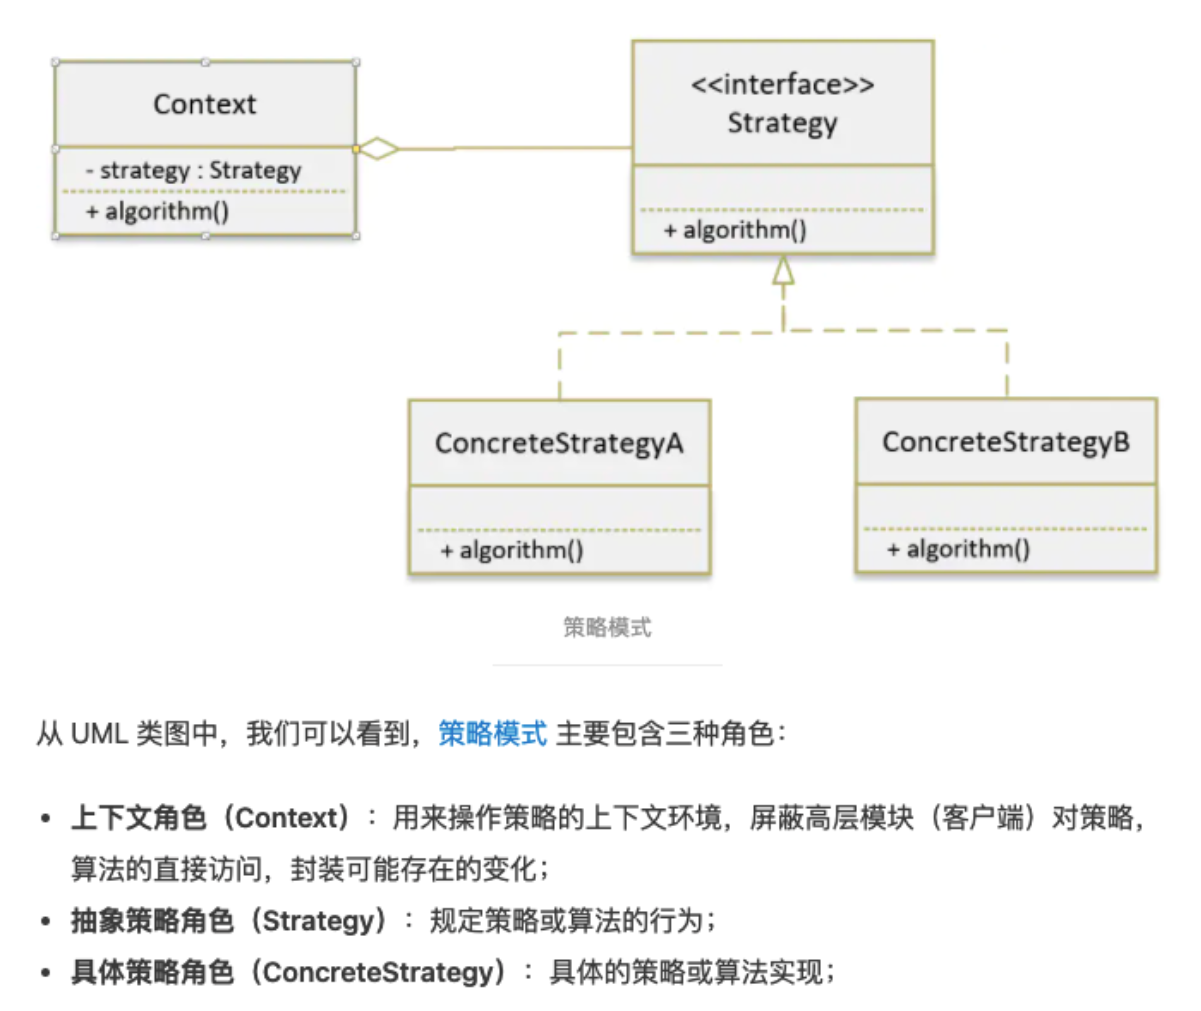 Context
- strategy : Strategy
+ algorithm()
<<interface>>
Strategy
+ algorithm()
ConcreteStrategyA
+ algorithm()
ConcreteStrategyB
+ algorithm()
策略模式
从 UML 类图中，我们可以看到，策略模式 主要包含三种角色：
• 上下文角色（Context）：用来操作策略的上下文环境，屏蔽高层模块（客户端）对策略，
算法的直接访问，封装可能存在的变化；
• 抽象策略角色（Strategy）：规定策略或算法的行为；
• 具体策略角色（ConcreteStrategy）：具体的策略或算法实现；